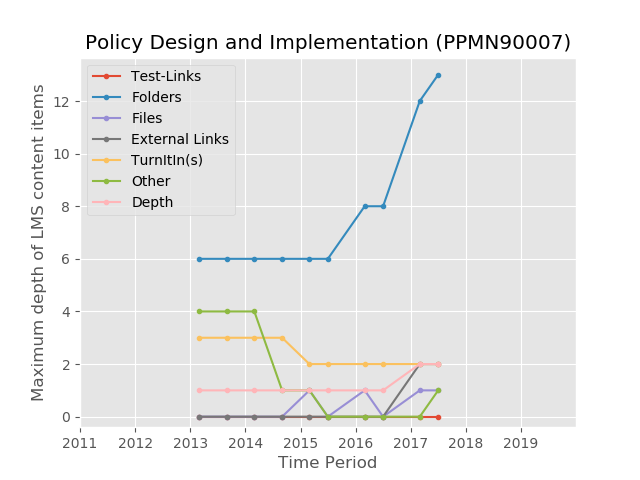 Policy Design and Implementation (PPMN90007)
Test-Links
Folders
Files
External Links
TurnItIn(s)
Other
Depth
Maximum depth of LMS content items
12
10
8
6
4
2
0
2011 2012 2013 2014 2015 2016 2017 2018 2019
Time Period